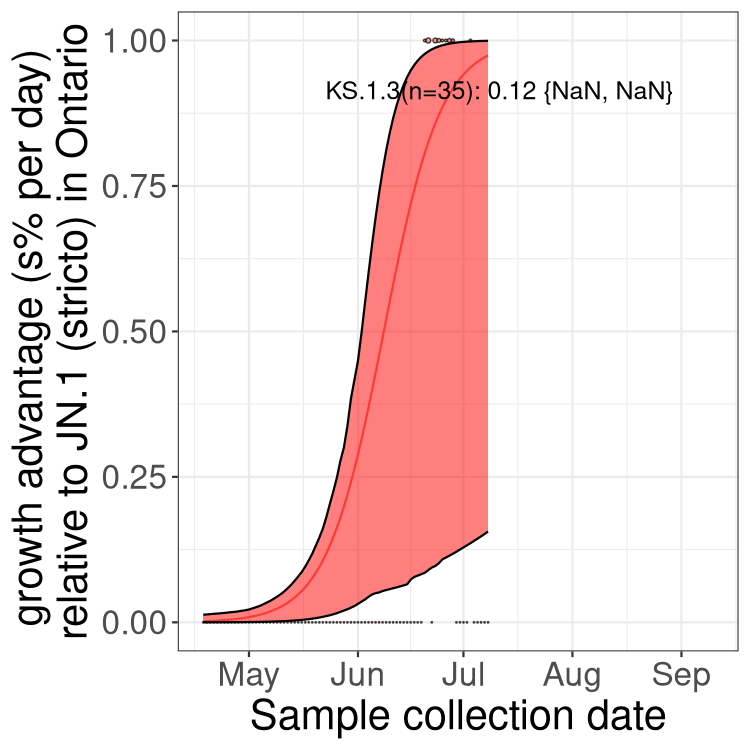 growth advantage (s% per day)
relative to JN.1 (stricto) in Ontario
1.00
0.75
0.50
0.25
0.00
KS.1.3(n=35): 0.12 {NaN, NaN}
May Jun Jul Aug Sep
Sample collection date